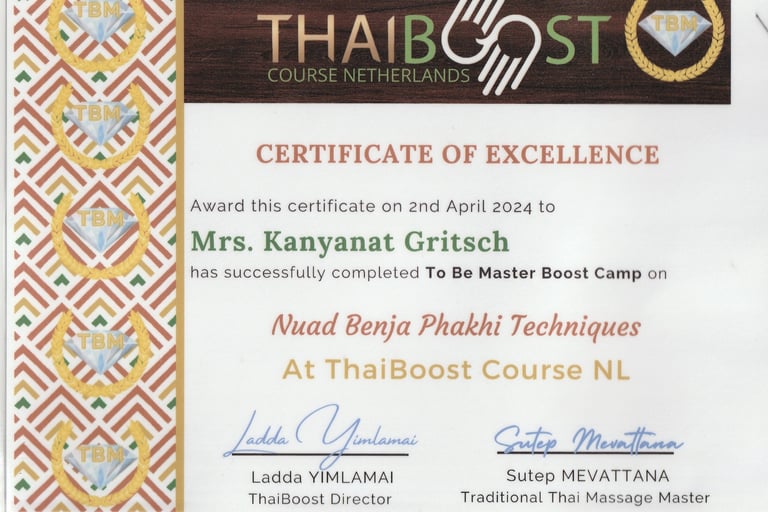 TBM
THAIBOOST
COURSE NETHERLANDS
TBM
TBM
TBM
TBM
TBM
CERTIFICATE OF EXCELLENCE
Award this certificate on 2nd April 2024 to
Mrs. Kanyanat Gritsch
has successfully completed To Be Master Boost Camp on
Nuad Benja Phakhi Techniques
At ThaiBoost Course NL
Ladda Yimlamai
Ladda YIMLAMAI
ThaiBoost Director
Sutep Mevattana
Sutep MEVATTANA
Traditional Thai Massage Master